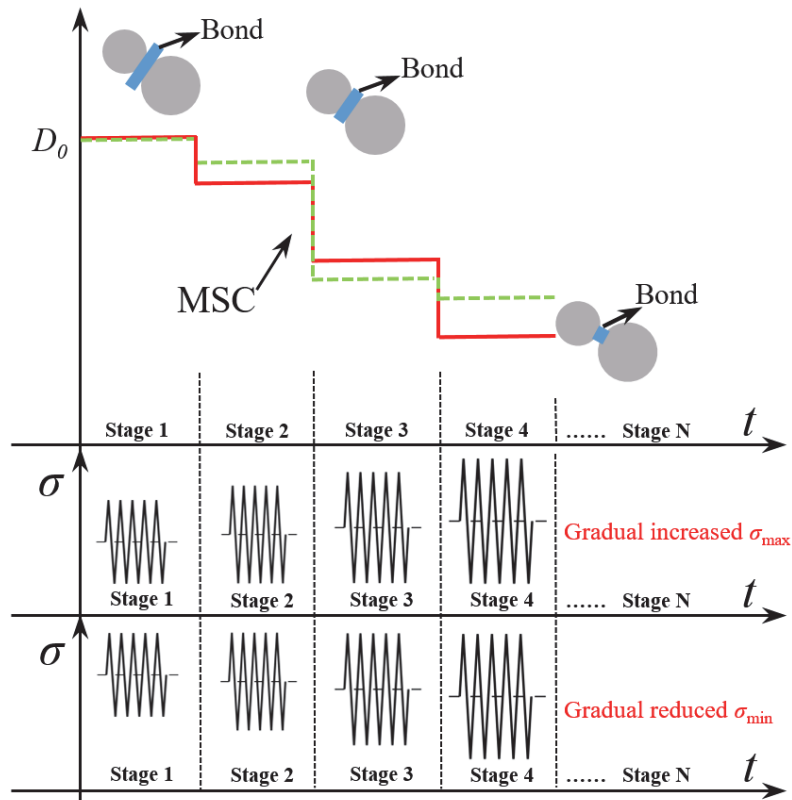 Bond
Bond
D₀
MSC
Bond
Stage 1 Stage 2 Stage 3 Stage 4 ...... Stage N t
σ
Gradual increased σmax
Stage 1 Stage 2 Stage 3 Stage 4 ...... Stage N t
σ
Gradual reduced σmin
Stage 1 Stage 2 Stage 3 Stage 4 ...... Stage N t